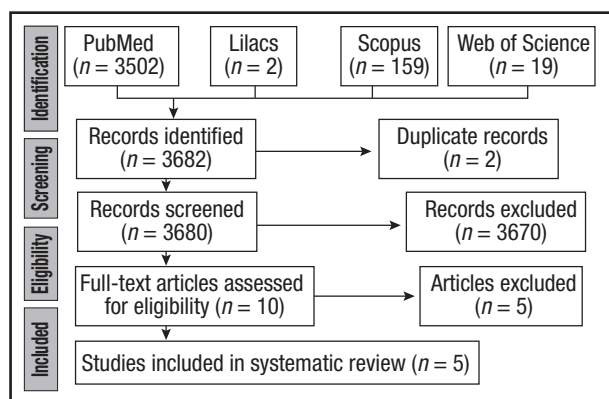 Identification
PubMed
(n = 3502)
Lilacs
(n = 2)
Scopus
(n = 159)
Web of Science
(n = 19)
Records identified
(n = 3682)
Duplicate records
(n = 2)
Screening
Records screened
(n = 3680)
Records excluded
(n = 3670)
Eligibility
Full-text articles assessed
for eligibility (n = 10)
Articles excluded
(n = 5)
Included
Studies included in systematic review (n = 5)